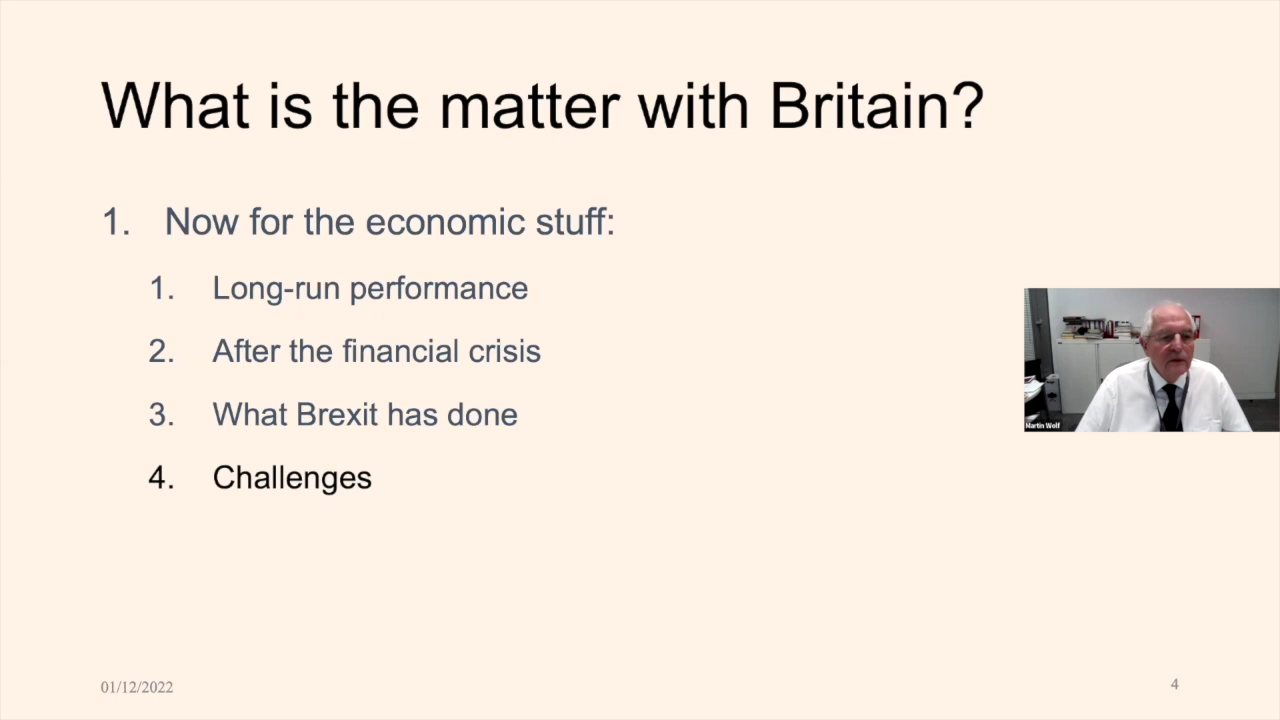 What is the matter with Britain?
1. Now for the economic stuff:
1. Long-run performance
2. After the financial crisis
3. What Brexit has done
4. Challenges
Martin Wolf
01/12/2022
4